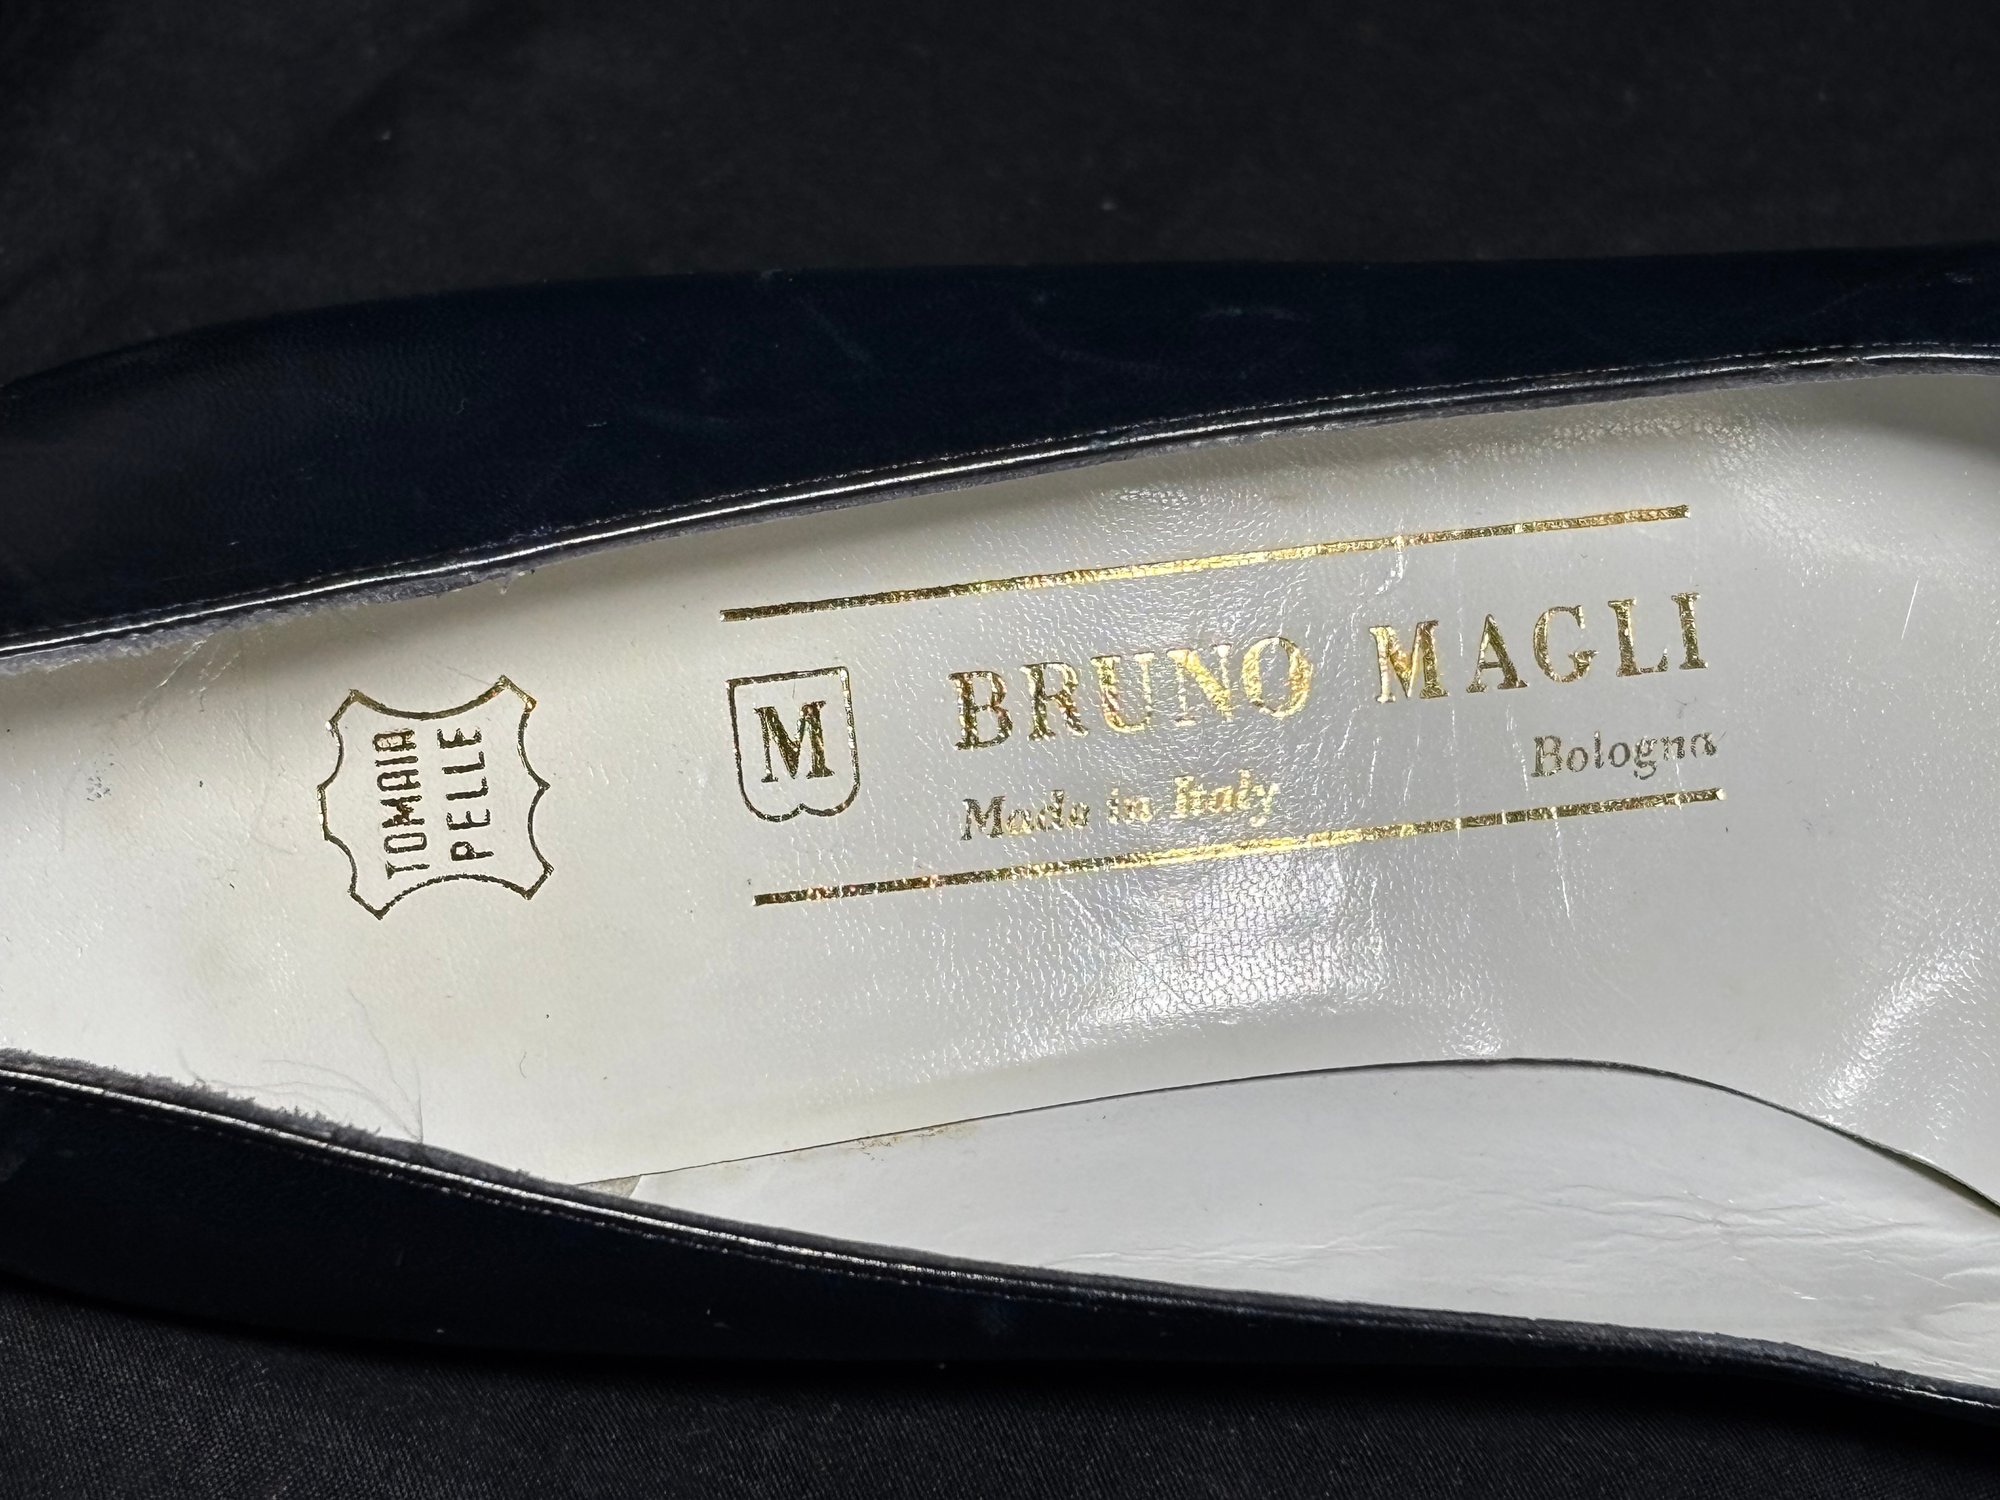 TOMAIA
PELLE
M
BRUNO MAGLI
Made in Italy
Bologna